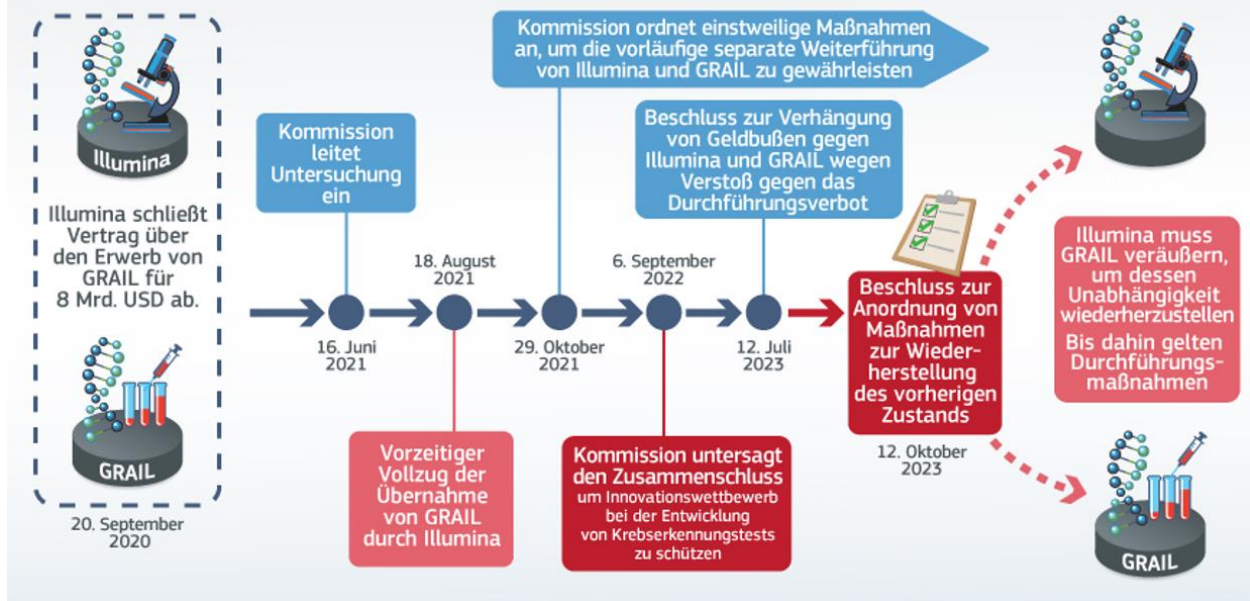 Illumina
Illumina schließt
Vertrag über
den Erwerb von
GRAIL für
8 Mrd. USD ab.
GRAIL
20. September
2020
Kommission
leitet
Untersuchung
ein
16. Juni
2021
18. August
2021
Vorzeitiger
Vollzug der
Übernahme
von GRAIL
durch Illumina
Kommission ordnet einstweilige Maßnahmen
an, um die vorläufige separate Weiterführung
von Illumina und GRAIL zu gewährleisten
29. Oktober
2021
6. September
2022
Kommission untersagt
den Zusammenschluss
um Innovationswettbewerb
bei der Entwicklung
von Krebserkennungstests
zu schützen
Beschluss zur Verhängung
von Geldbußen gegen
Illumina und GRAIL wegen
Verstoß gegen das
Durchführungsverbot
12. Juli
2023
Beschluss zur
Anordnung von
Maßnahmen
zur Wieder-
herstellung
des vorherigen
Zustands
12. Oktober
2023
Illumina muss
GRAIL veräußern,
um dessen
Unabhängigkeit
wiederherzustellen
Bis dahin gelten
Durchführungs-
maßnahmen
GRAIL